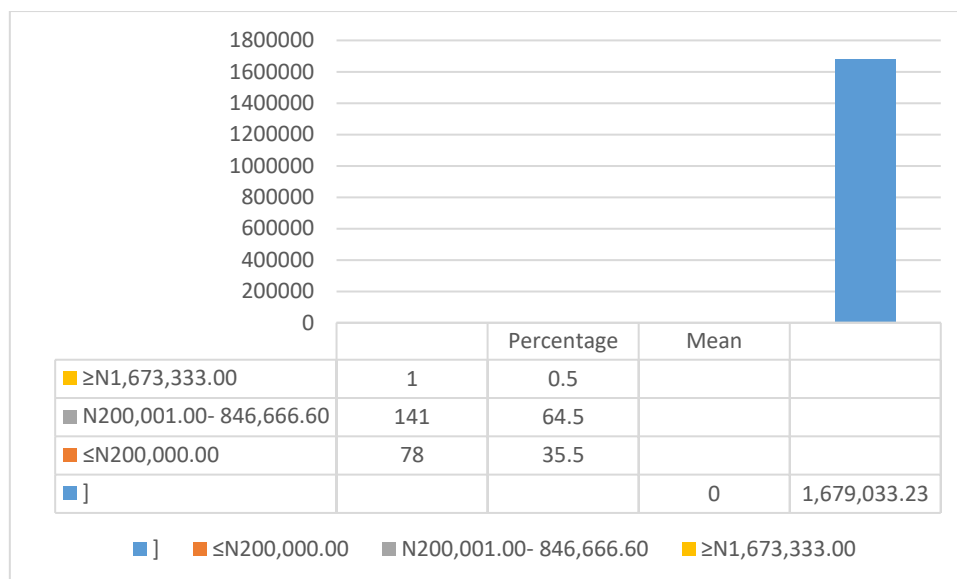 1800000
1600000
1400000
1200000
1000000
800000
600000
400000
200000
0
Percentage Mean
≥N1,673,333.00 1 0.5
N200,001.00- 846,666.60 141 64.5
≤N200,000.00 78 35.5
] 0 1,679,033.23
] ≤N200,000.00 N200,001.00- 846,666.60 ≥N1,673,333.00